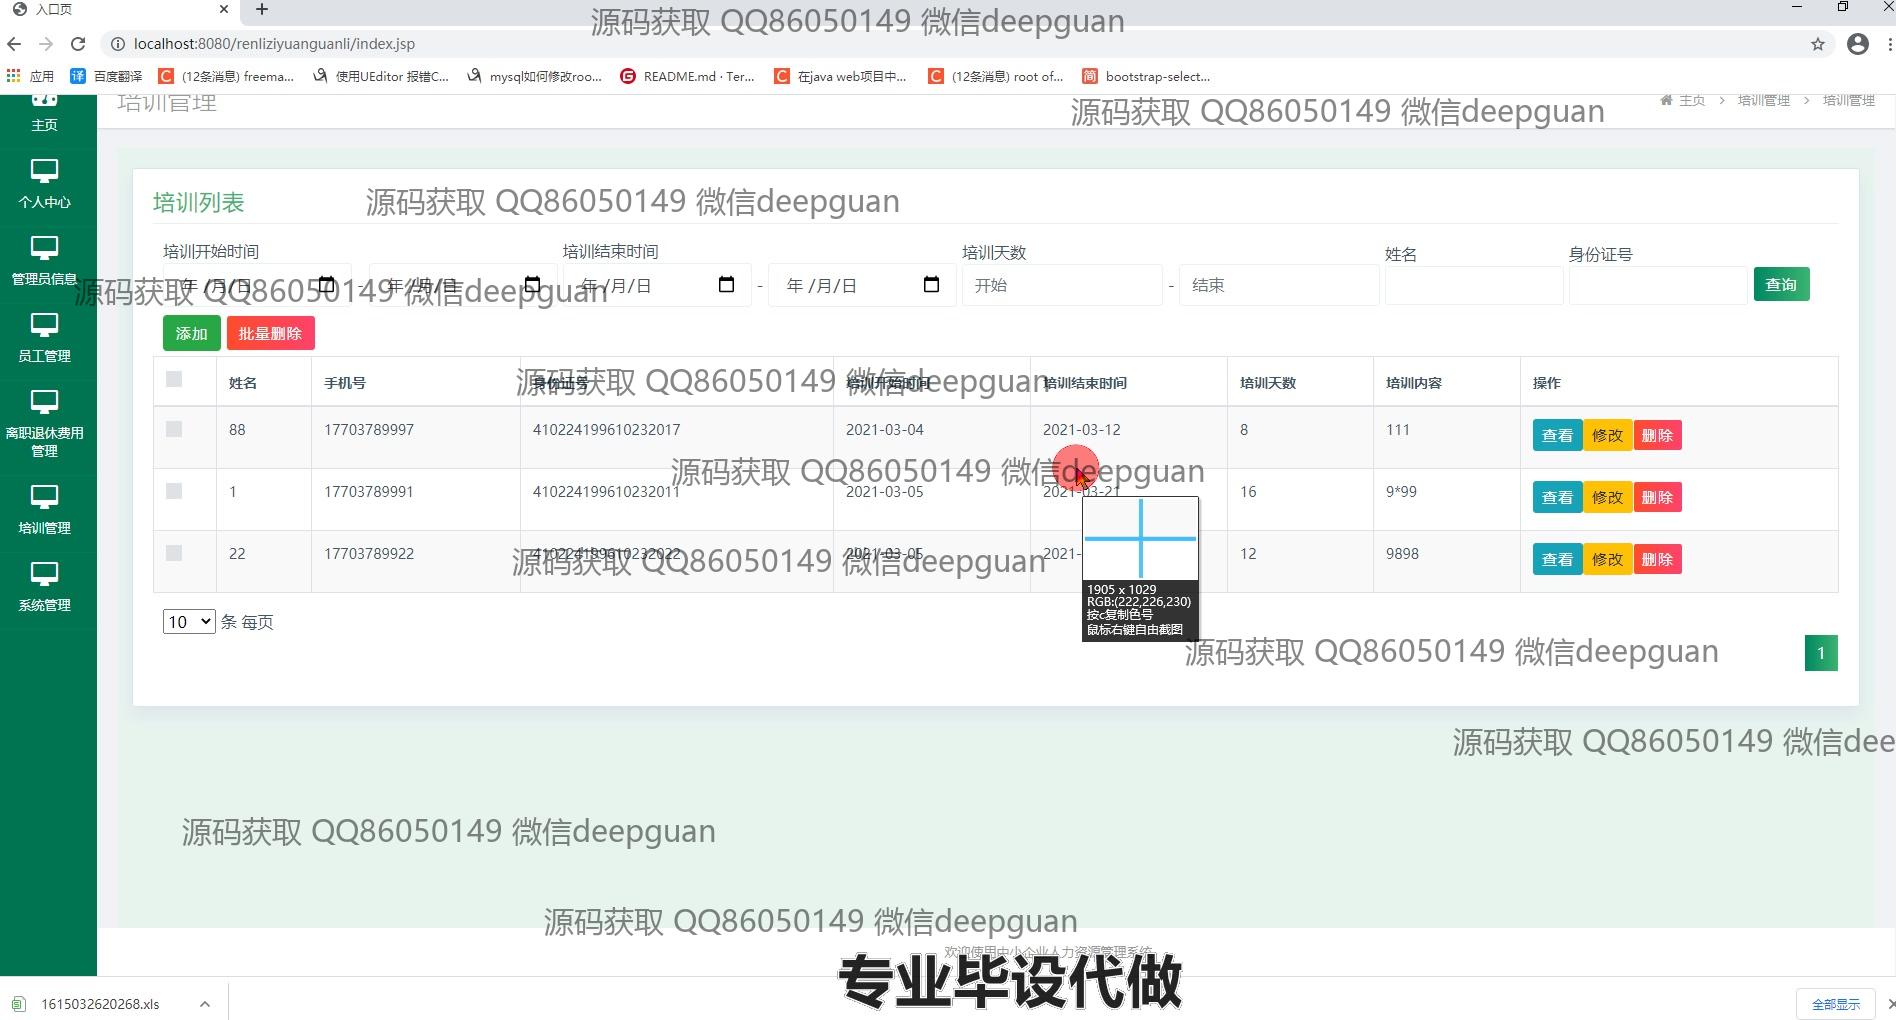 入口页
源码获取 QQ86050149 微信deepguan
localhost:8080/renliziyuanguanli/index.jsp
应用 百度翻译 (12条消息) freema... 使用UEditor 报错C... mysql如何修改roo... README.md · Ter... 在java web项目中... (12条消息) root of... bootstrap-select...
培训管理
源码获取 QQ86050149 微信deepguan
主页 > 培训管理 > 培训管理
主页
个人中心
管理员信息
员工管理
离职退休费用
管理
培训管理
系统管理
培训列表
源码获取 QQ86050149 微信deepguan
培训开始时间 培训结束时间 培训天数 姓名 身份证号
年 /月/日 - 年 /月/日 年 /月/日 - 年 /月/日 开始 - 结束 查询
源码获取 QQ86050149 微信deepguan
添加 批量删除
姓名 手机号 身份证号 培训开始时间 培训结束时间 培训天数 培训内容 操作
源码获取 QQ86050149 微信deepguan
88 17703789997 410224199610232017 2021-03-04 2021-03-12 8 111 查看 修改 删除
源码获取 QQ86050149 微信deepguan
1 17703789991 410224199610232011 2021-03-05 2021-03-21 16 9*99 查看 修改 删除
22 17703789922 410224199610232022 2021-03-05 2021- 12 9898 查看 修改 删除
源码获取 QQ86050149 微信deepguan
1905 x 1029
RGB:(222,226,230)
按c复制色号
鼠标右键自由截图
10 条 每页
源码获取 QQ86050149 微信deepguan
1
源码获取 QQ86050149 微信dee
源码获取 QQ86050149 微信deepguan
源码获取 QQ86050149 微信deepguan
欢迎使用中小企业人力资源管理系统
专业毕设代做
1615032620268.xls
全部显示